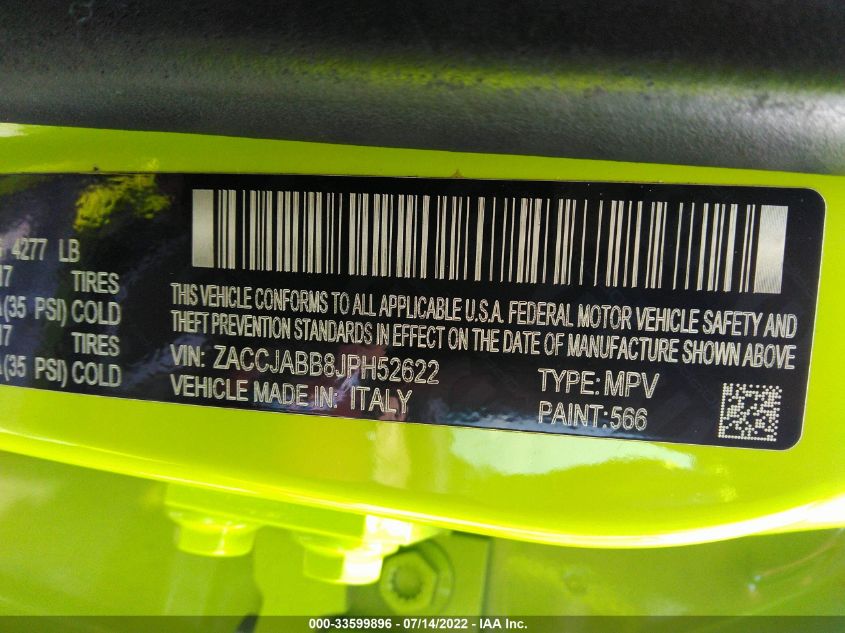 4277 LB
TIRES
(35 PSI) COLD
TIRES
(35 PSI) COLD
THIS VEHICLE CONFORMS TO ALL APPLICABLE U.S.A. FEDERAL MOTOR VEHICLE SAFETY AND
THEFT PREVENTION STANDARDS IN EFFECT ON THE DATE OF MANUFACTURE SHOWN ABOVE
VIN: ZACCJABB8JPH52622
TYPE: MPV
VEHICLE MADE IN: ITALY
PAINT: 566
000-33599896 - 07/14/2022 - IAA Inc.